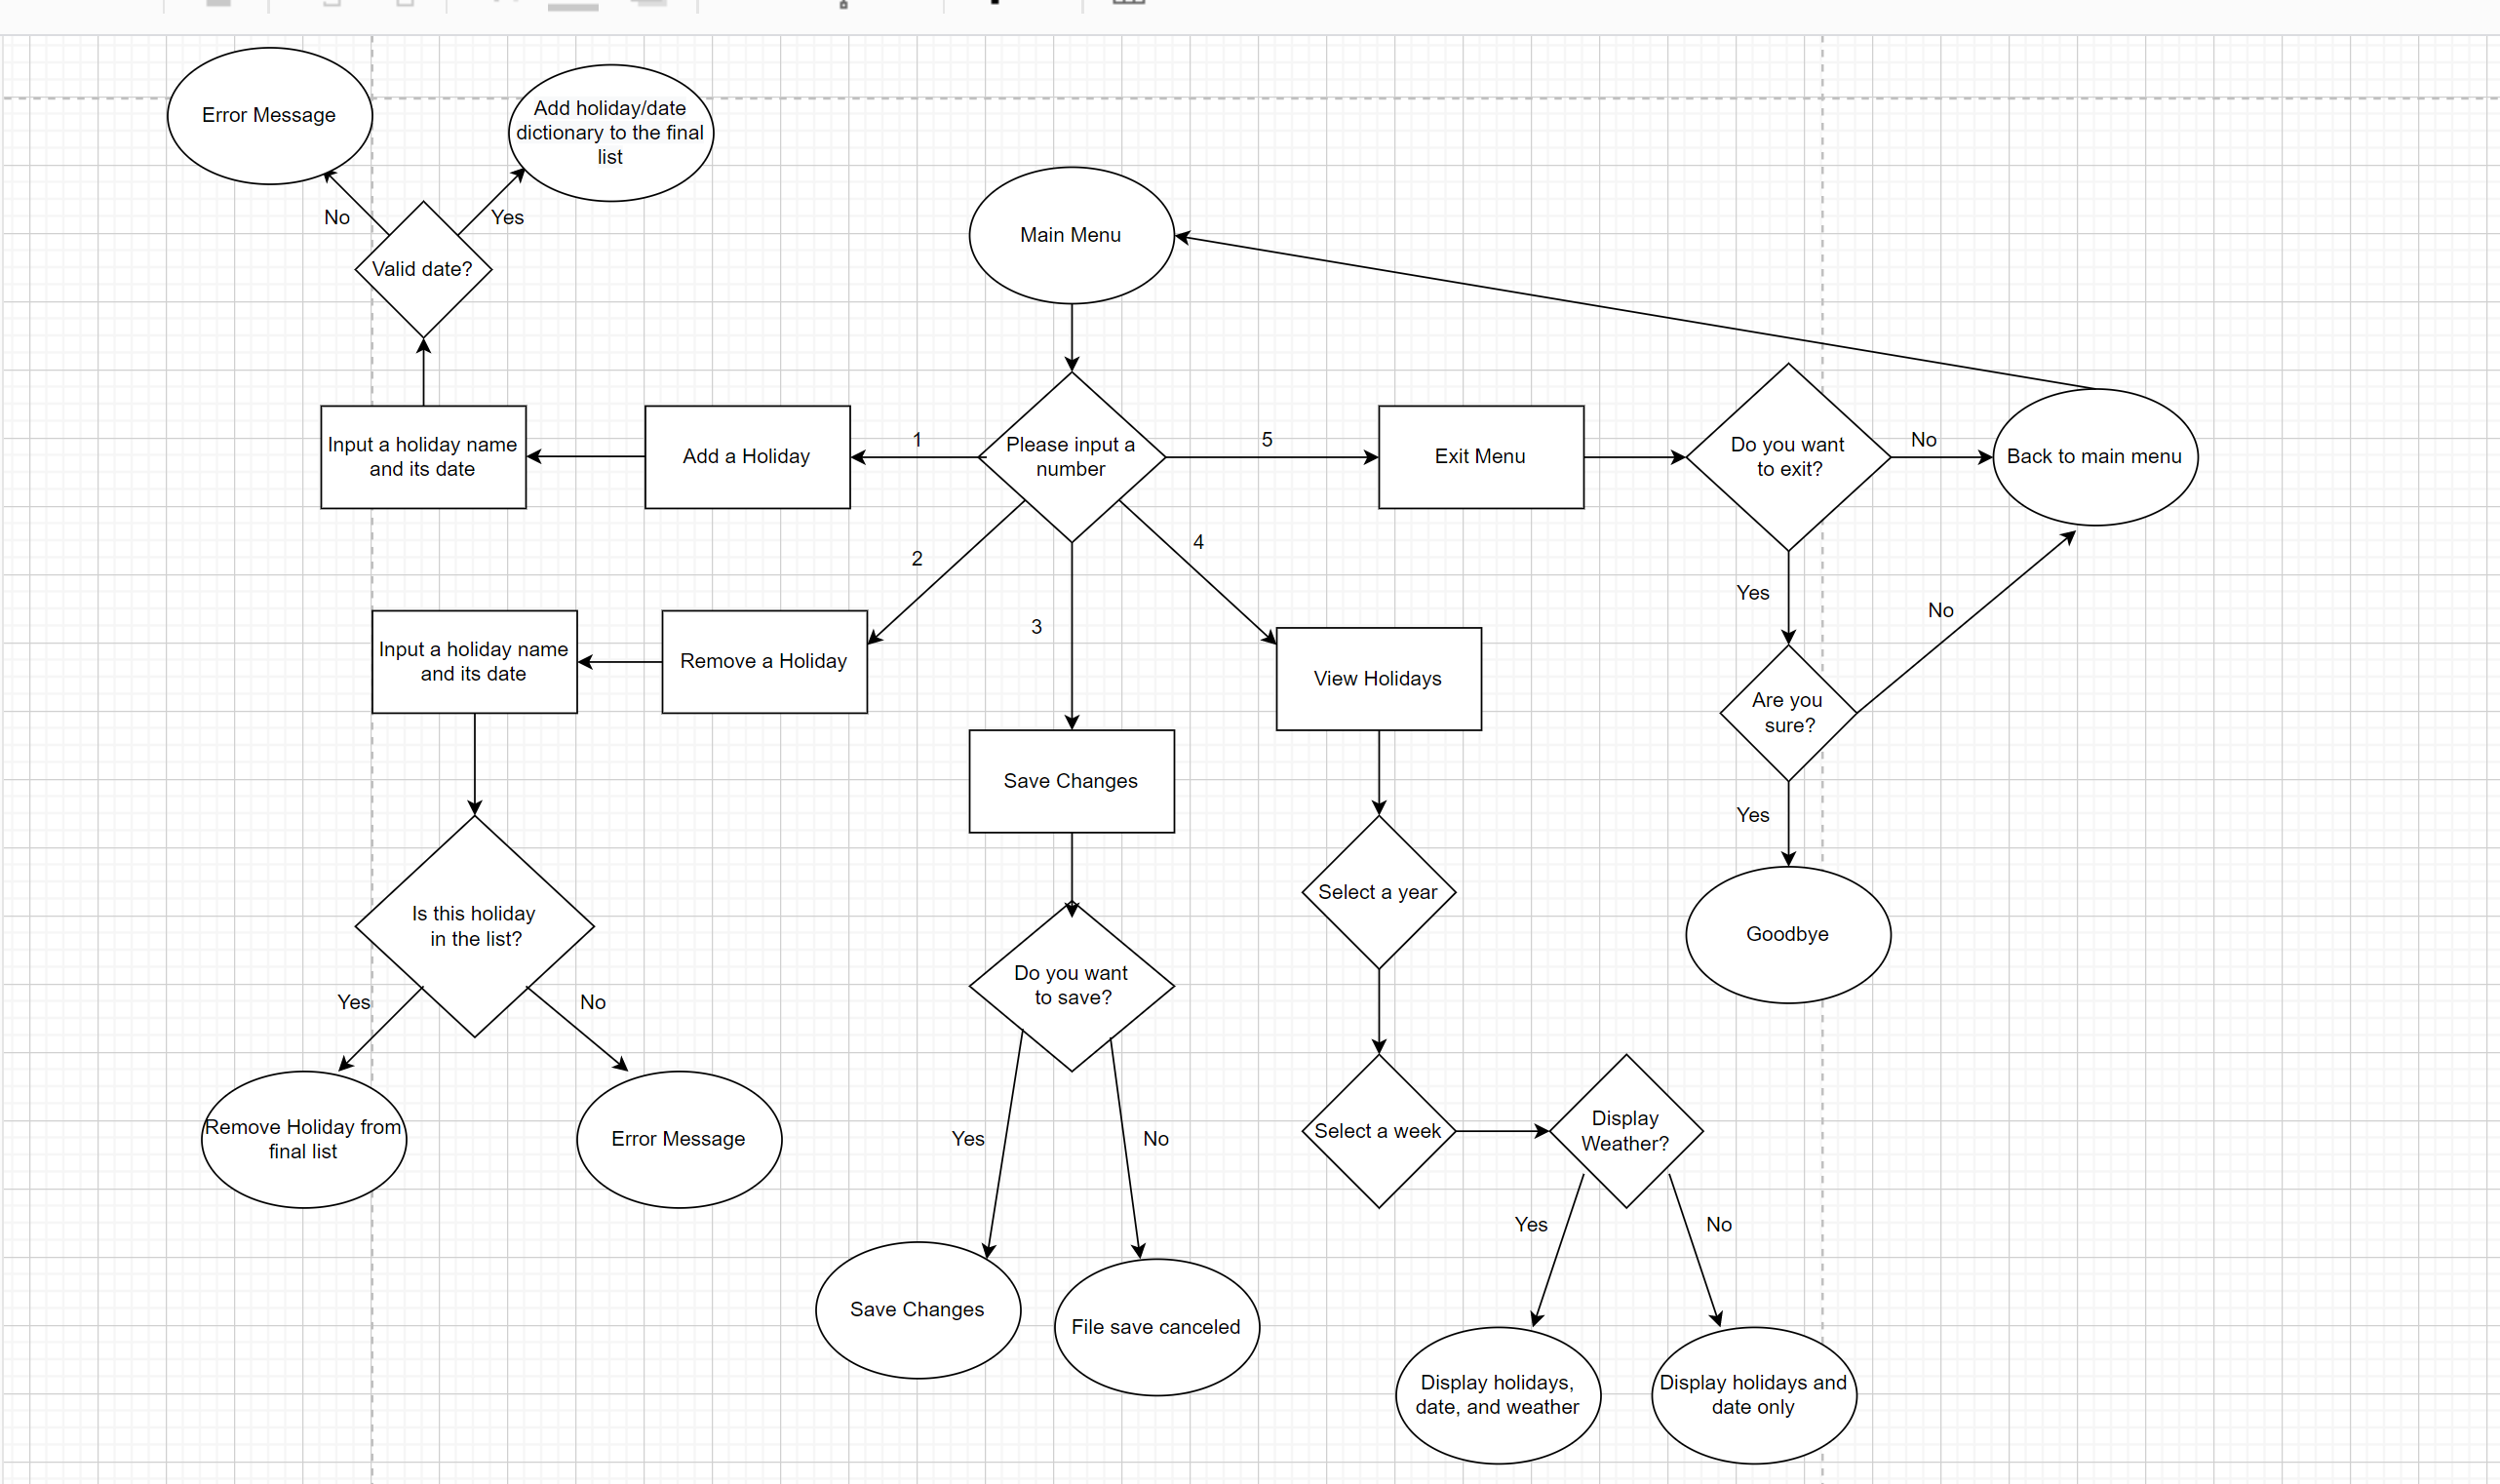 Error Message
Add holiday/date
dictionary to the final
list
No
Yes
Valid date?
Main Menu
Input a holiday name
and its date
Add a Holiday
1
Please input a
number
5
Exit Menu
Do you want
to exit?
No
Back to main menu
2
3
4
Yes
No
Input a holiday name
and its date
Remove a Holiday
View Holidays
Are you
sure?
Save Changes
Yes
Is this holiday
in the list?
Select a year
Goodbye
Yes
No
Do you want
to save?
Remove Holiday from
final list
Error Message
Yes
No
Select a week
Display
Weather?
Yes
No
Save Changes
File save canceled
Display holidays,
date, and weather
Display holidays and
date only